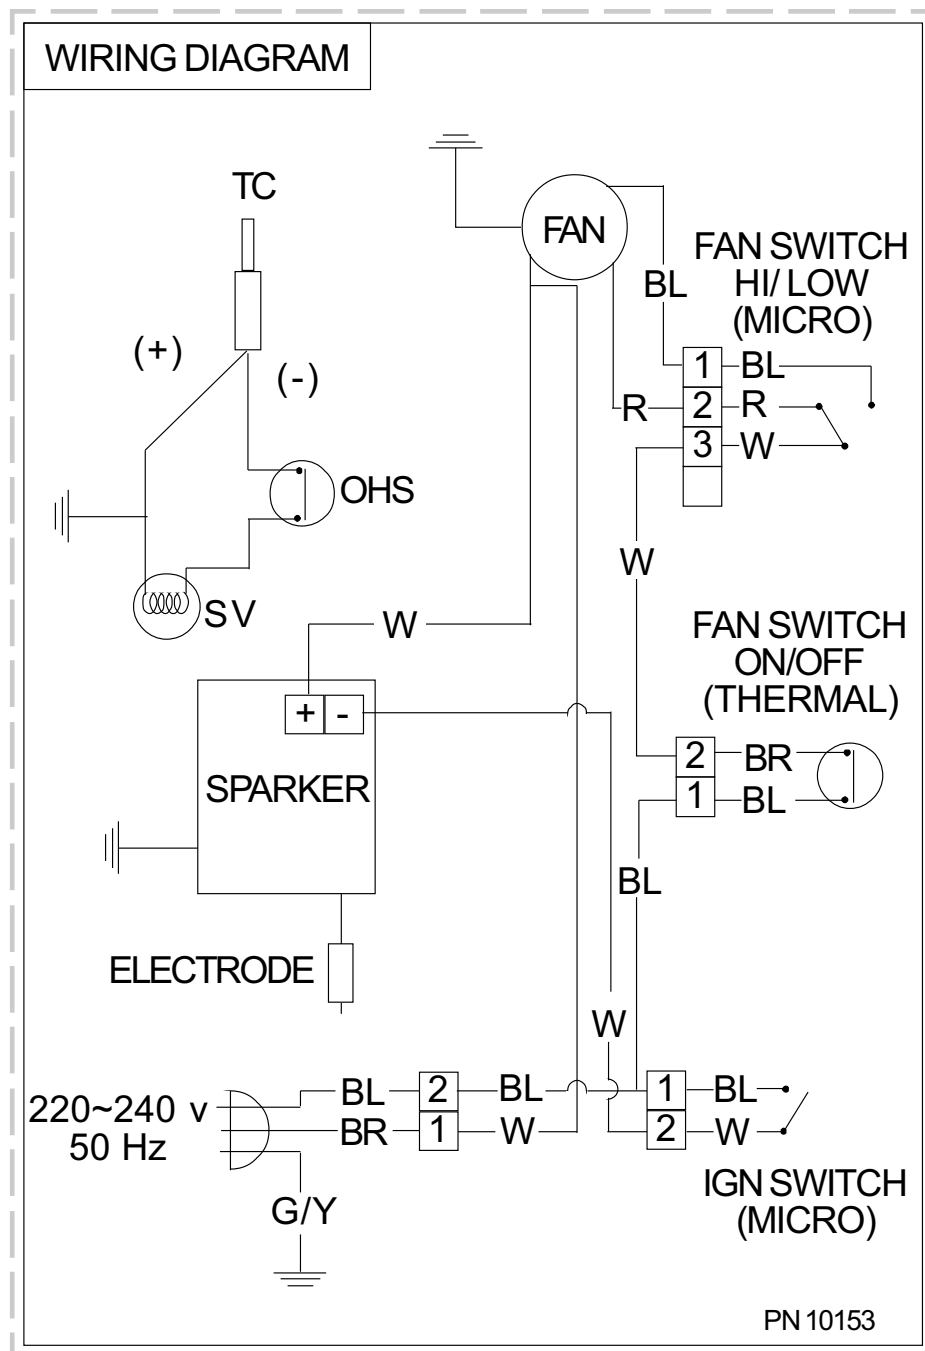 WIRING DIAGRAM
TC
FAN
FAN SWITCH
HI/ LOW
(MICRO)
BL
(+)
(-)
1 BL
R 2 R
3 W
OHS
W
SV
W
FAN SWITCH
ON/OFF
(THERMAL)
+ -
SPARKER
2 BR
1 BL
BL
ELECTRODE
W
220~240 v
50 Hz
BL 2 BL
BR 1 W
1 BL
2 W
G/Y
IGN SWITCH
(MICRO)
PN 10153